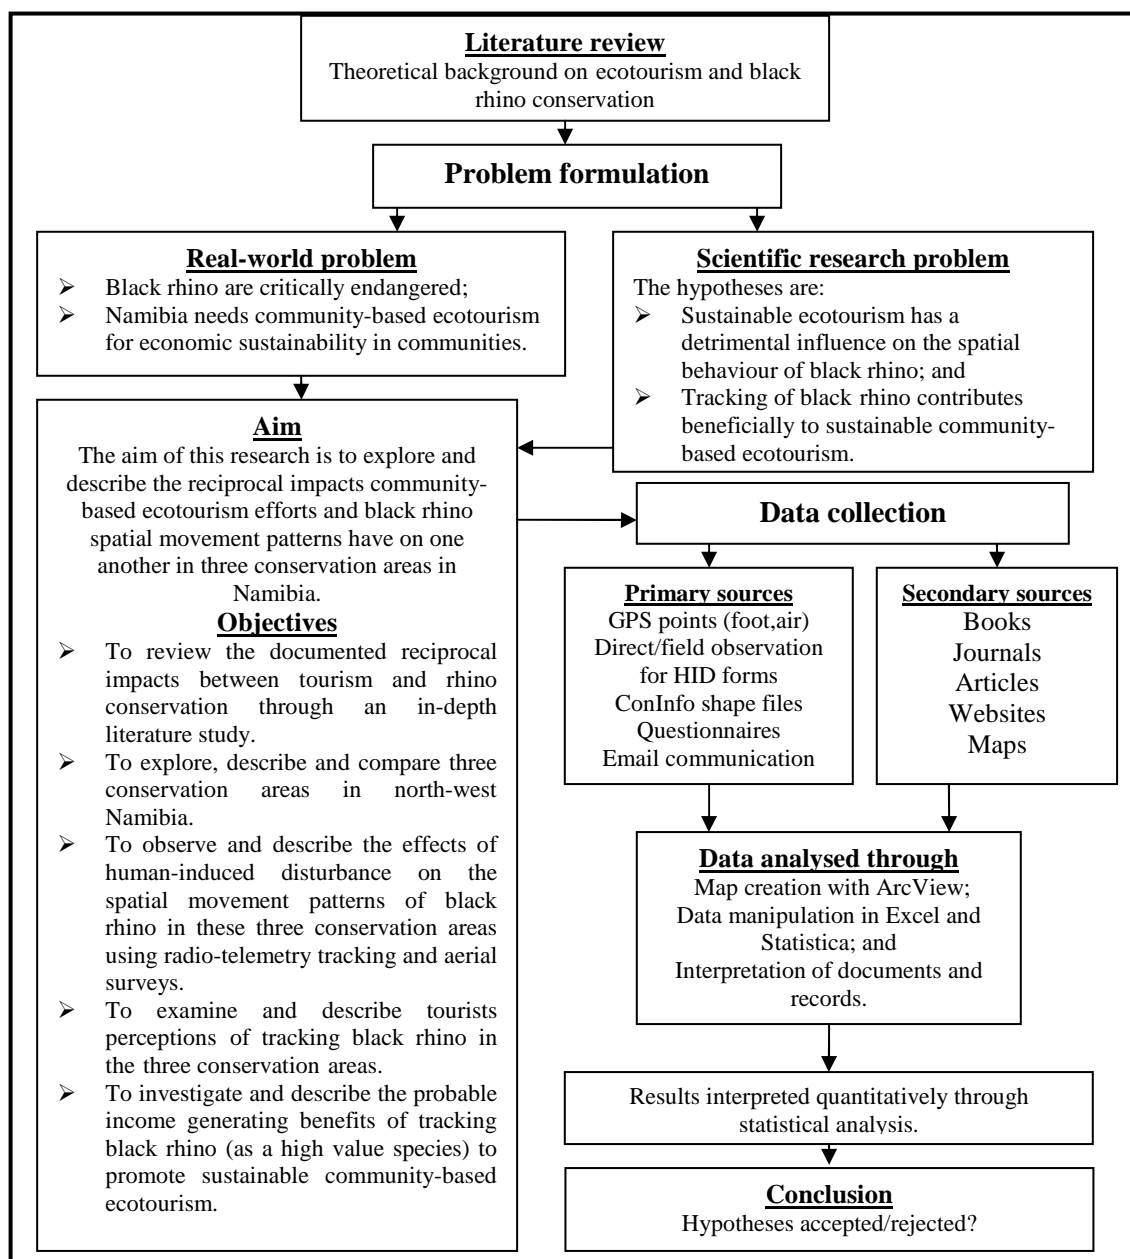 Literature review
Theoretical background on ecotourism and black
rhino conservation
Problem formulation
Real-world problem
➢ Black rhino are critically endangered;
➢ Namibia needs community-based ecotourism
for economic sustainability in communities.
Scientific research problem
The hypotheses are:
➢ Sustainable ecotourism has a
detrimental influence on the spatial
behaviour of black rhino; and
➢ Tracking of black rhino contributes
beneficially to sustainable community-
based ecotourism.
Aim
The aim of this research is to explore and
describe the reciprocal impacts community-
based ecotourism efforts and black rhino
spatial movement patterns have on one
another in three conservation areas in
Namibia.
Objectives
➢ To review the documented reciprocal
impacts between tourism and rhino
conservation through an in-depth
literature study.
➢ To explore, describe and compare three
conservation areas in north-west
Namibia.
➢ To observe and describe the effects of
human-induced disturbance on the
spatial movement patterns of black
rhino in these three conservation areas
using radio-telemetry tracking and aerial
surveys.
➢ To examine and describe tourists
perceptions of tracking black rhino in
the three conservation areas.
➢ To investigate and describe the probable
income generating benefits of tracking
black rhino (as a high value species) to
promote sustainable community-based
ecotourism.
Data collection
Primary sources
GPS points (foot,air)
Direct/field observation
for HID forms
ConInfo shape files
Questionnaires
Email communication
Secondary sources
Books
Journals
Articles
Websites
Maps
Data analysed through
Map creation with ArcView;
Data manipulation in Excel and
Statistica; and
Interpretation of documents and
records.
Results interpreted quantitatively through
statistical analysis.
Conclusion
Hypotheses accepted/rejected?